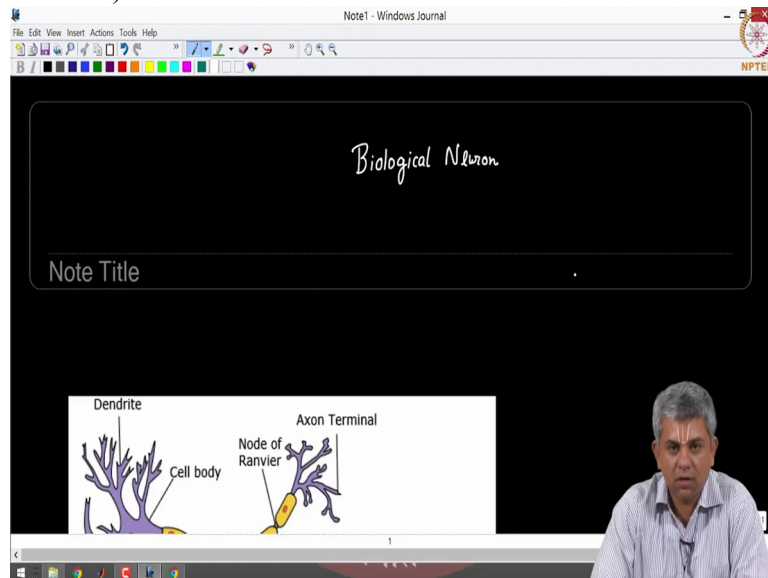 Note1 - Windows Journal
File Edit View Insert Actions Tools Help
NPTEL
Biological Neuron
Note Title
Dendrite
Axon Terminal
Node of
Ranvier
Cell body
1